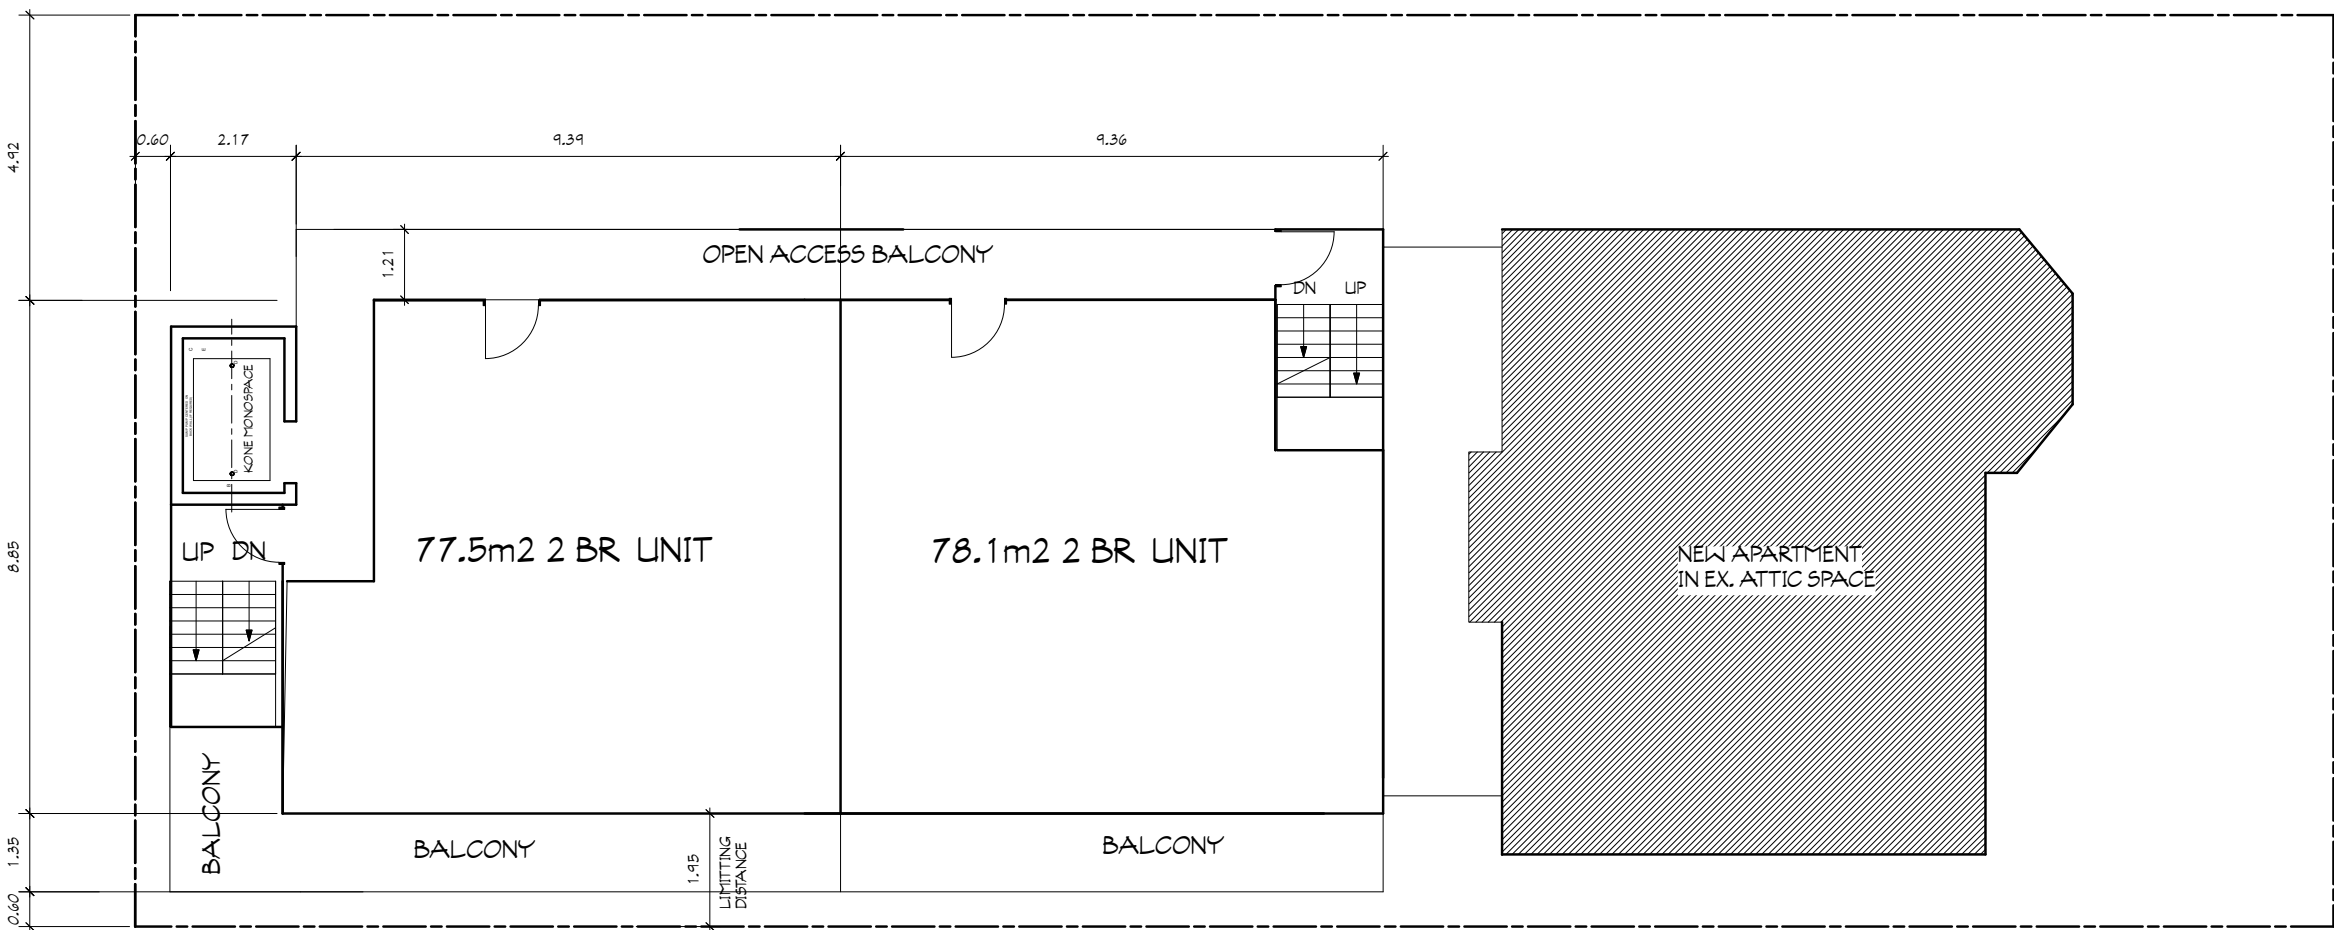 0.60
2.17
9.39
9.36
4.92
1.21
OPEN ACCESS BALCONY
DN
UP
C
E
KONE MONOSPACE
UP
DN
77.5m2 2 BR UNIT
78.1m2 2 BR UNIT
8.85
NEW APARTMENT
IN EX. ATTIC SPACE
BALCONY
BALCONY
BALCONY
1.35
1.95
LIMITTING
DISTANCE
0.60